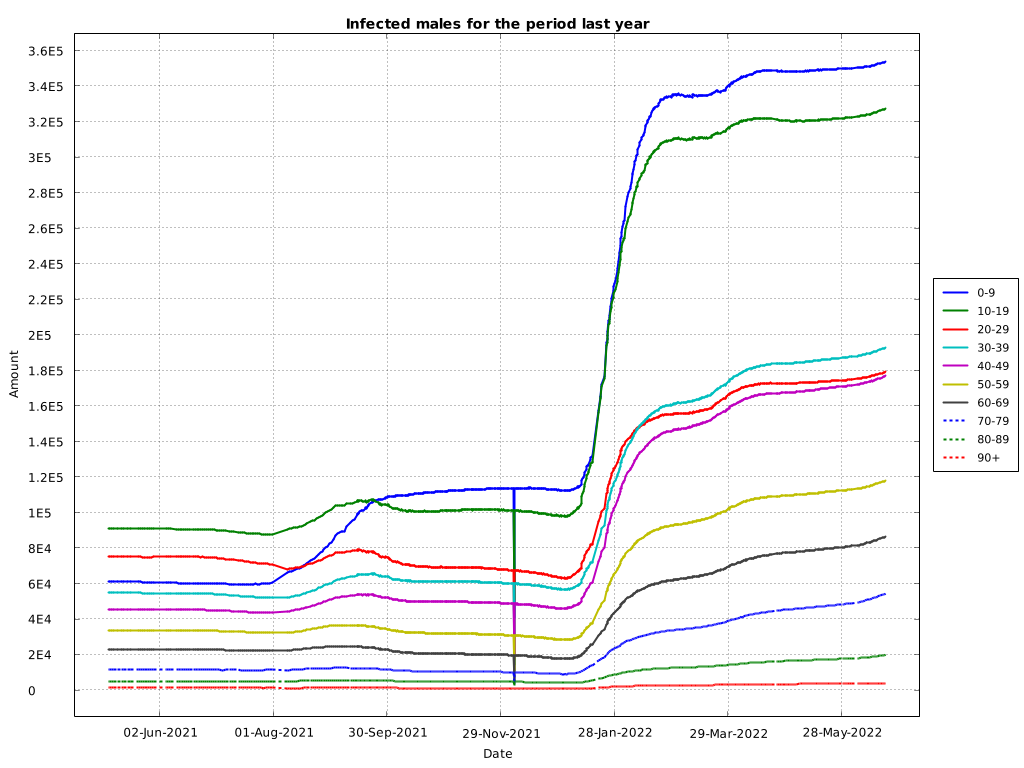 Infected males for the period last year
3.6E5
3.4E5
3.2E5
3E5
2.8E5
2.6E5
2.4E5
2.2E5
2E5
1.8E5
1.6E5
1.4E5
1.2E5
1E5
8E4
6E4
4E4
2E4
0
Amount
02-Jun-2021 01-Aug-2021 30-Sep-2021 29-Nov-2021 28-Jan-2022 29-Mar-2022 28-May-2022
Date
0-9
10-19
20-29
30-39
40-49
50-59
60-69
70-79
80-89
90+